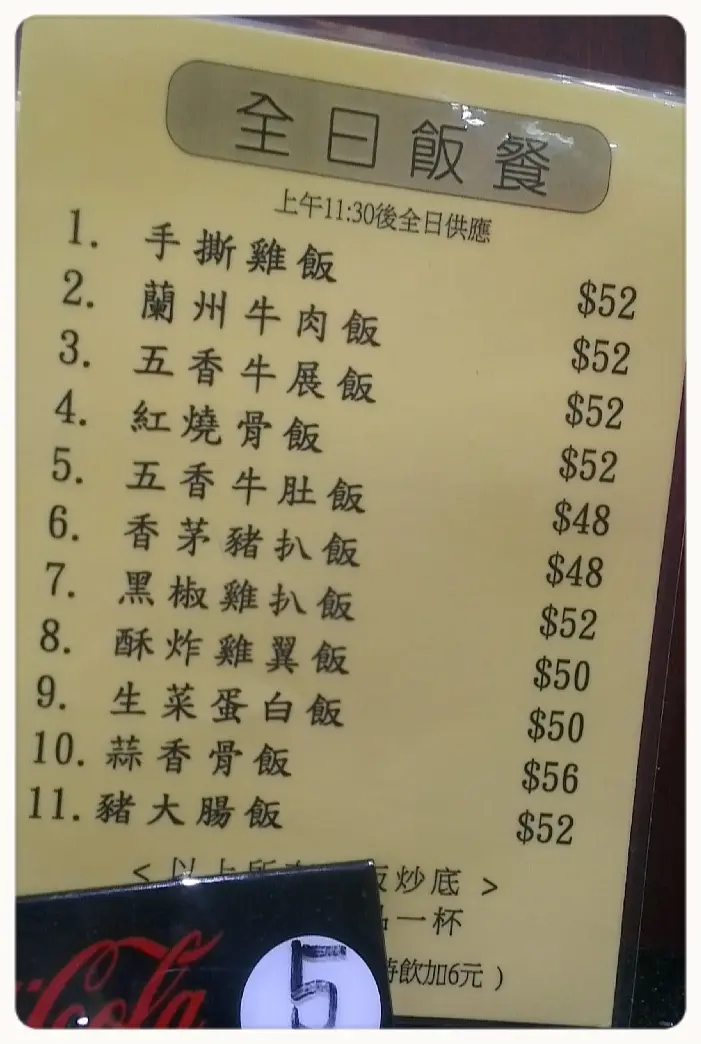 全日飯餐
上午11:30後全日供應
1. 手撕雞飯 $52
2. 蘭州牛肉飯 $52
3. 五香牛展飯 $52
4. 紅燒骨飯 $52
5. 五香牛肚飯 $48
6. 香茅豬扒飯 $48
7. 黑椒雞扒飯 $52
8. 酥炸雞翼飯 $50
9. 生菜蛋白飯 $50
10. 蒜香骨飯 $56
11. 豬大腸飯 $52
< 以上所 炒底 >
一杯
飲加6元 )
Cola
5